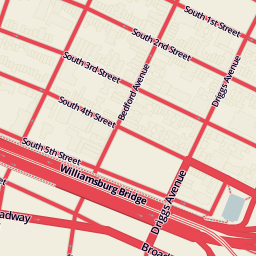 South 1st Street
South 2nd Street
South 3rd Street
Bedford Avenue
Driggs Avenue
South 4th Street
South 5th Street
Williamsburg Bridge
Driggs Avenue
adway
Broad